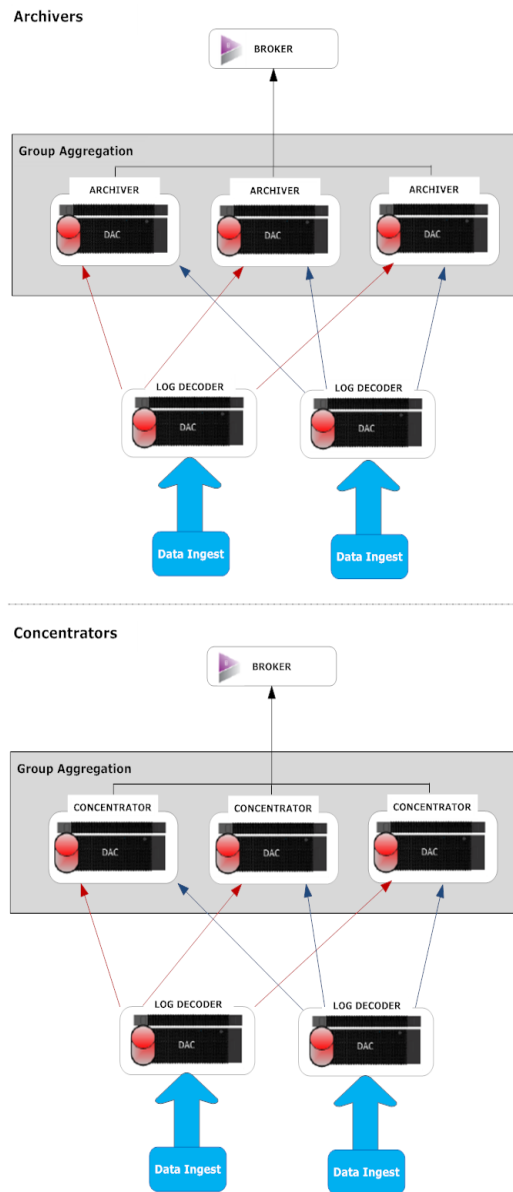 Archivers
BROKER
Group Aggregation
ARCHIVER
ARCHIVER
ARCHIVER
DAC
DAC
DAC
LOG DECODER
LOG DECODER
DAC
DAC
Data Ingest
Data Ingest
Concentrators
BROKER
Group Aggregation
CONCENTRATOR
CONCENTRATOR
CONCENTRATOR
DAC
DAC
DAC
LOG DECODER
LOG DECODER
DAC
DAC
Data Ingest
Data Ingest